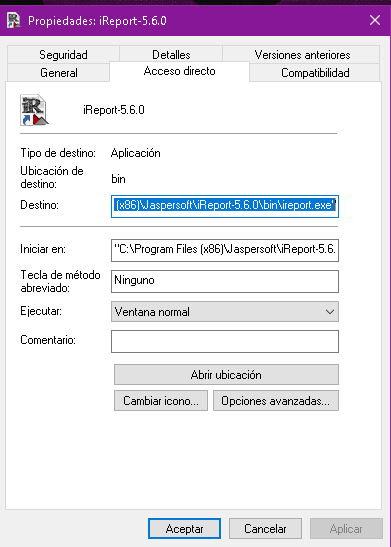 Propiedades: iReport-5.6.0
Seguridad Detalles Versiones anteriores
General Acceso directo Compatibilidad
iReport-5.6.0
Tipo de destino: Aplicación
Ubicación de destino: bin
Destino: (x86)\Jaspersoft\iReport-5.6.0\bin\ireport.exe"
Iniciar en: "C:\Program Files (x86)\Jaspersoft\iReport-5.6.
Tecla de método abreviado: Ninguno
Ejecutar: Ventana normal
Comentario:
Abrir ubicación
Cambiar icono... Opciones avanzadas...
Aceptar Cancelar Aplicar